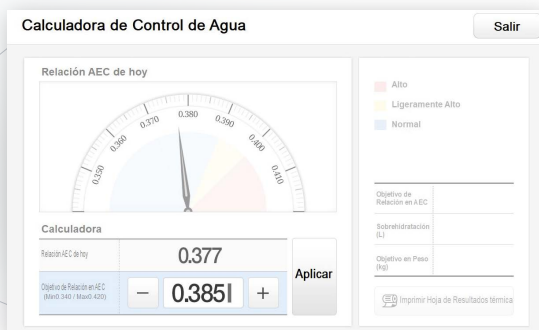 Calculadora de Control de Agua
Salir
Relación AEC de hoy
0.350
0.360
0.370
0.380
0.390
0.400
0.410
Calculadora
Relación AEC de hoy
0.377
Objetivo de Relación en AEC
(Min0.340 / Max0.420)
−
0.385
+
Aplicar
Alto
Ligeramente Alto
Normal
Objetivo de
Relación en AEC
Sobrehidratación
(L)
Objetivo en Peso
(kg)
Imprimir Hoja de Resultados térmica